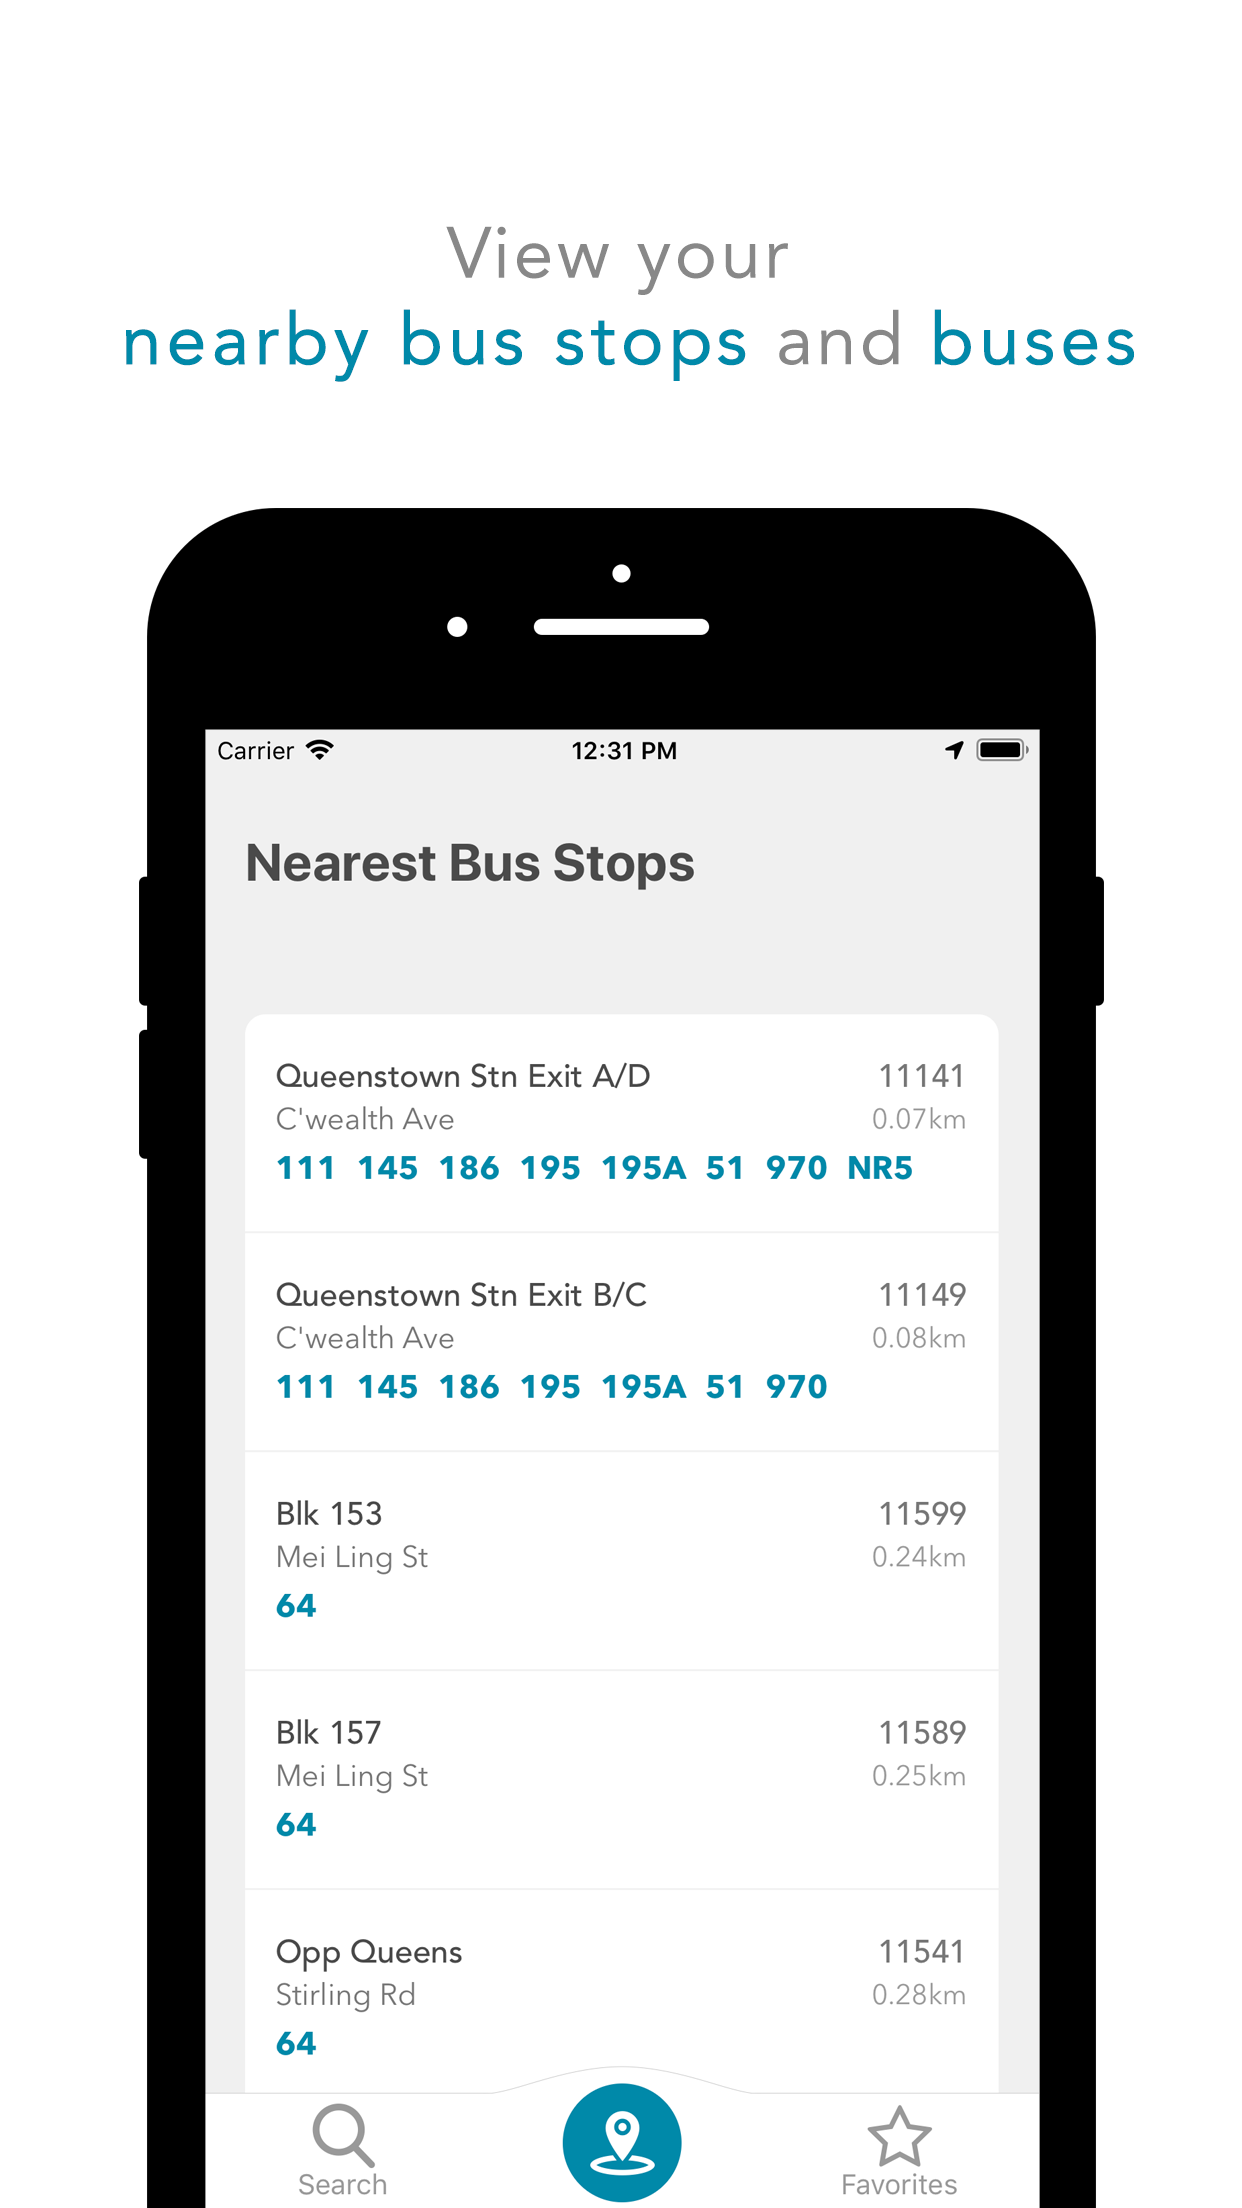 View your
nearby bus stops and buses
Carrier 12:31 PM
Nearest Bus Stops
Queenstown Stn Exit A/D 11141
C'wealth Ave 0.07km
111 145 186 195 195A 51 970 NR5
Queenstown Stn Exit B/C 11149
C'wealth Ave 0.08km
111 145 186 195 195A 51 970
Blk 153 11599
Mei Ling St 0.24km
64
Blk 157 11589
Mei Ling St 0.25km
64
Opp Queens 11541
Stirling Rd 0.28km
64
Search Favorites